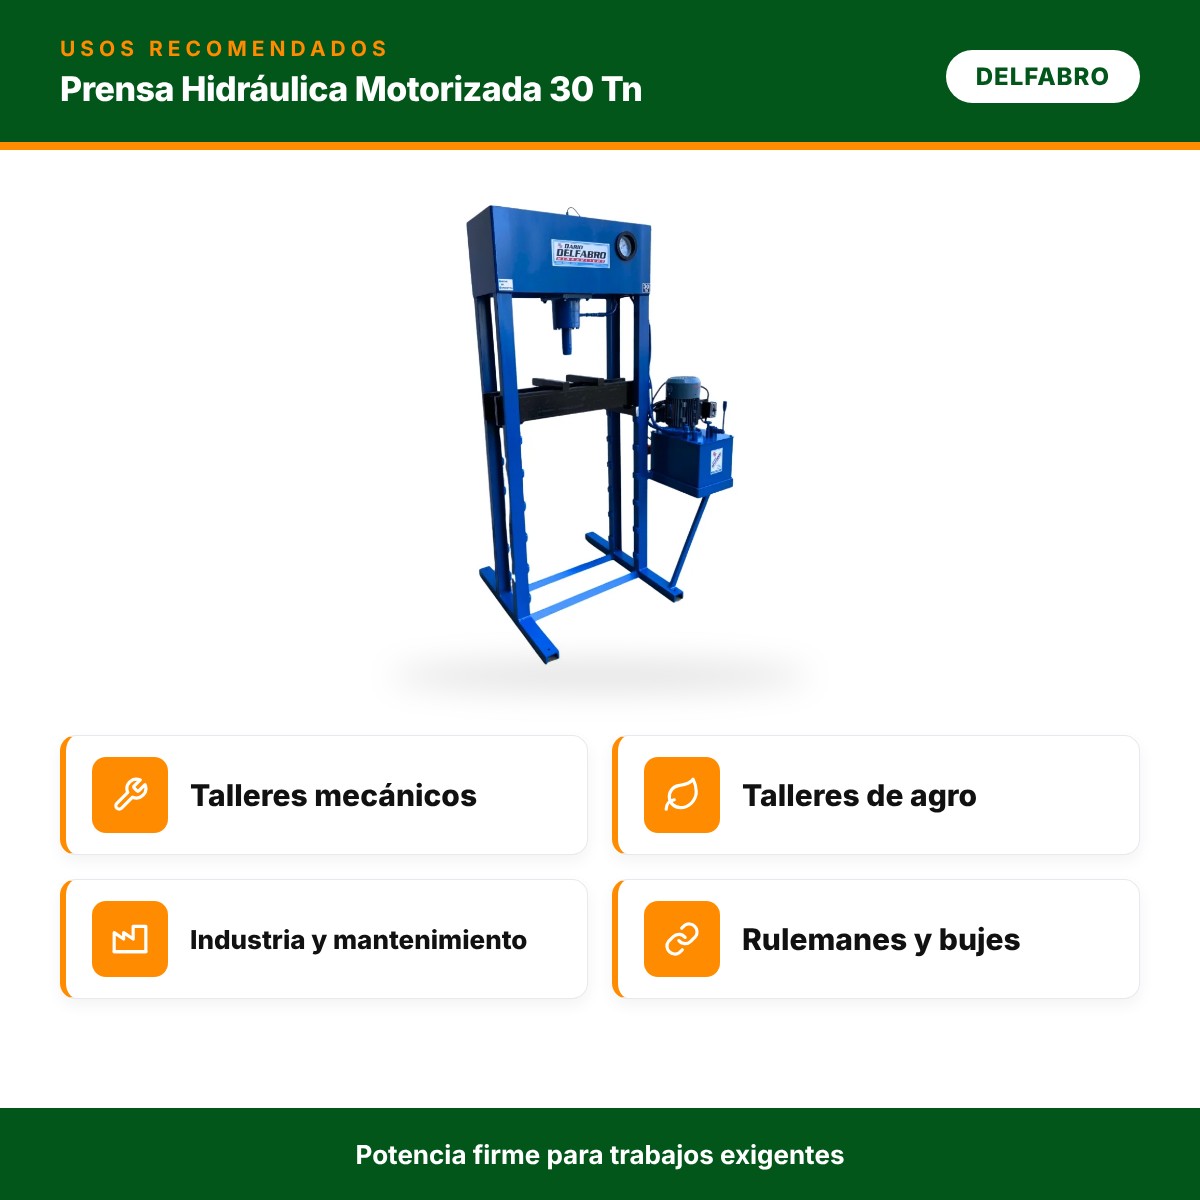 USOS RECOMENDADOS
Prensa Hidráulica Motorizada 30 Tn
DELFABRO
DARIO
DELFABRO
Talleres mecánicos
Talleres de agro
Industria y mantenimiento
Rulemanes y bujes
Potencia firme para trabajos exigentes